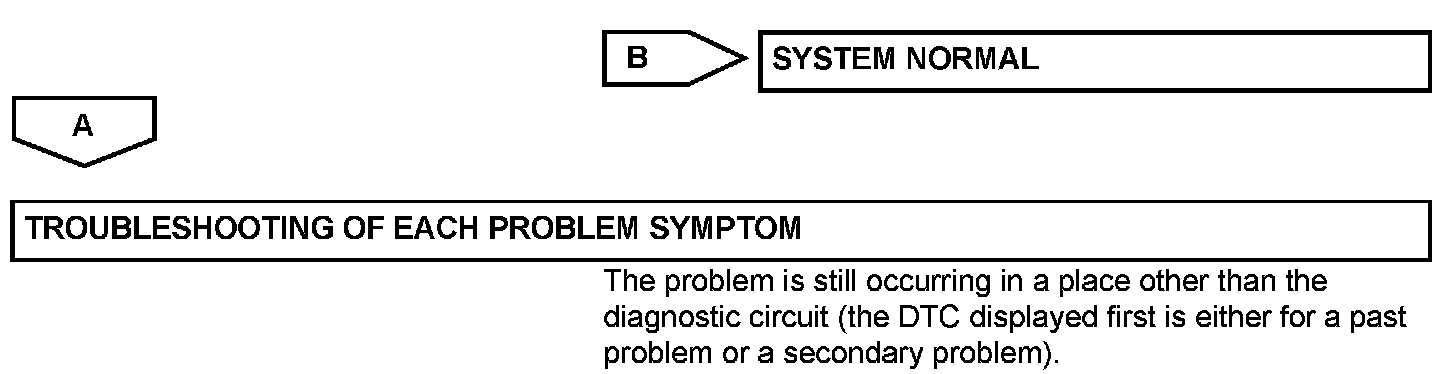 B
SYSTEM NORMAL
A
TROUBLESHOOTING OF EACH PROBLEM SYMPTOM
The problem is still occurring in a place other than the
diagnostic circuit (the DTC displayed first is either for a past
problem or a secondary problem).